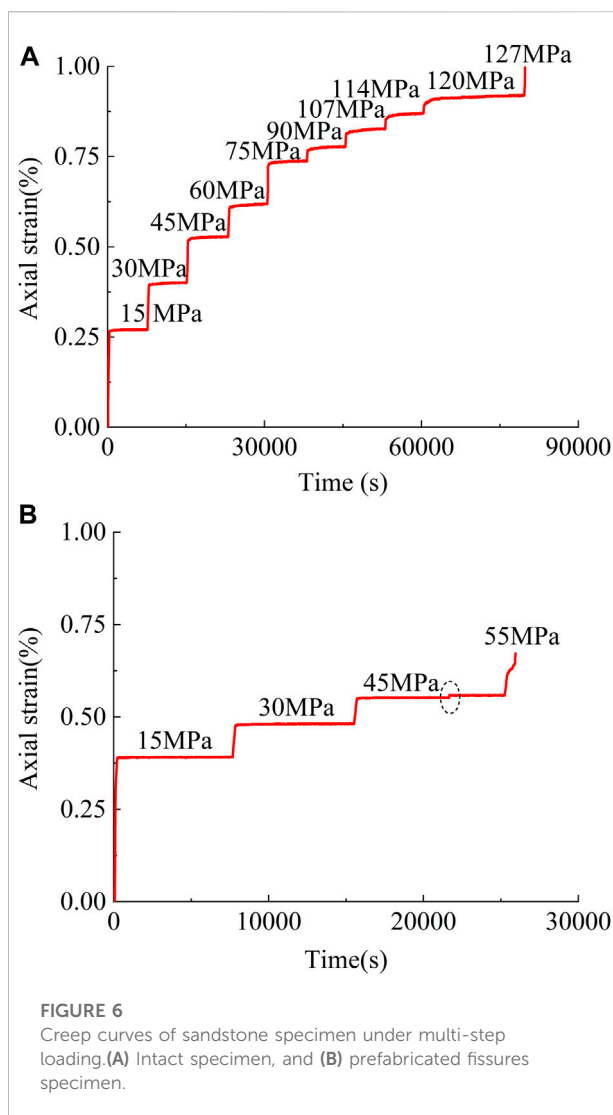 A
1.00
0.75
0.50
0.25
0.00
Axial strain(%)
15 MPa
30MPa
45MPa
60MPa
75MPa
90MPa
107MPa
114MPa
120MPa
127MPa
0
30000
60000
90000
Time (s)
B
1.00
0.75
0.50
0.25
0.00
Axial strain(%)
15MPa
30MPa
45MPa
55MPa
0
10000
20000
30000
Time(s)
FIGURE 6
Creep curves of sandstone specimen under multi-step
loading.(A) Intact specimen, and (B) prefabricated fissures
specimen.